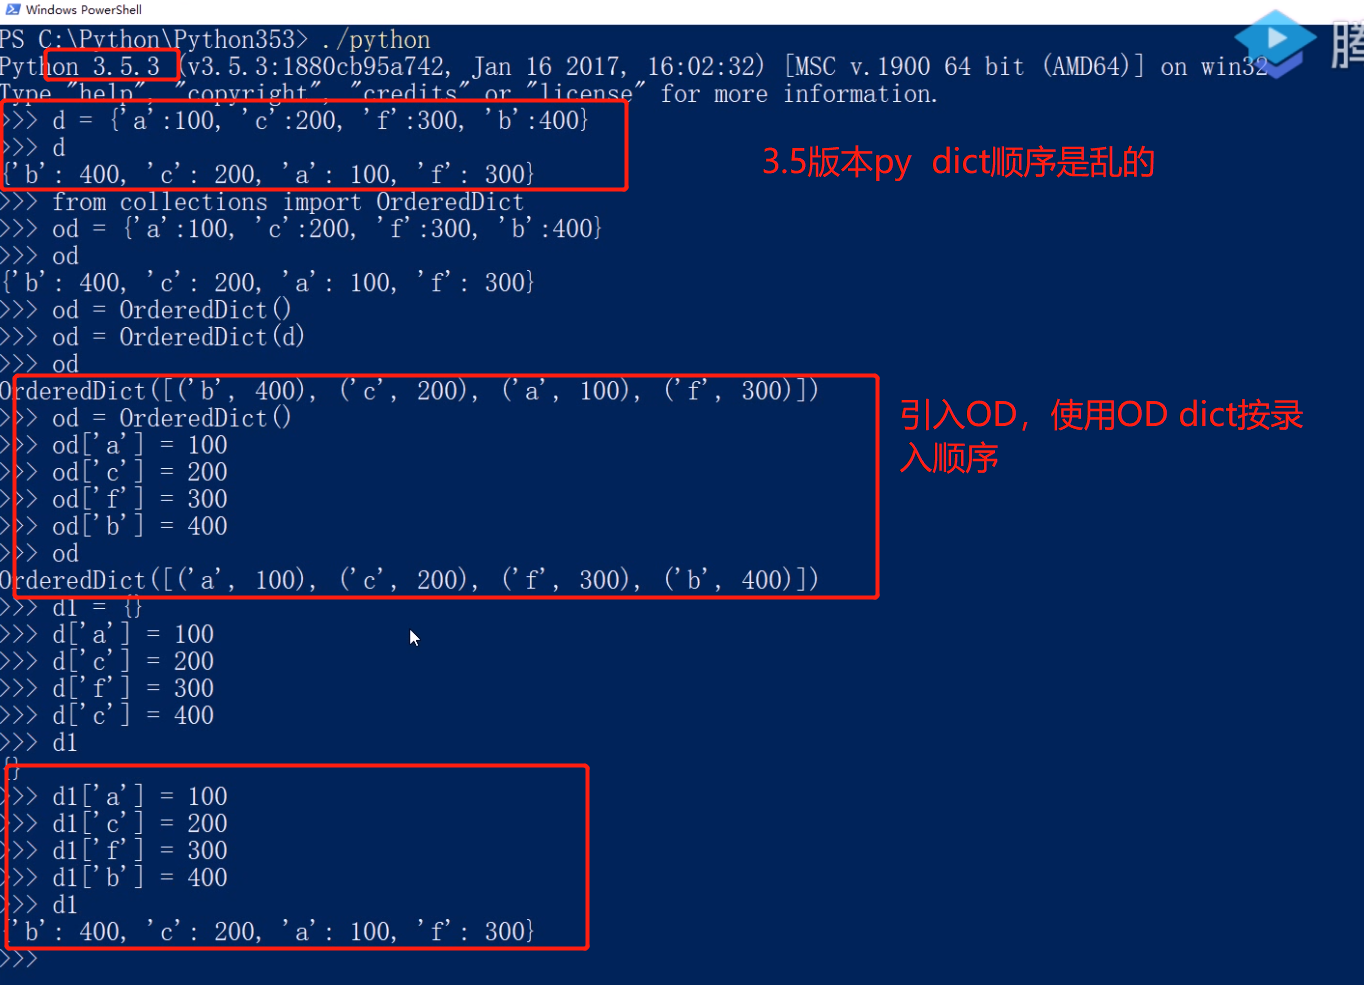 Windows PowerShell
PS C:\Python\Python353> ./python
Python 3.5.3 (v3.5.3:1880cb95a742, Jan 16 2017, 16:02:32) [MSC v.1900 64 bit (AMD64)] on win32
Type "help", "copyright", "credits" or "license" for more information.
>>> d = {'a':100, 'c':200, 'f':300, 'b':400}
>>> d
{'b': 400, 'c': 200, 'a': 100, 'f': 300}
3.5版本py dict顺序是乱的
>>> from collections import OrderedDict
>>> od = {'a':100, 'c':200, 'f':300, 'b':400}
>>> od
{'b': 400, 'c': 200, 'a': 100, 'f': 300}
>>> od = OrderedDict()
>>> od = OrderedDict(d)
>>> od
OrderedDict([('b', 400), ('c', 200), ('a', 100), ('f', 300)])
>>> od = OrderedDict()
>>> od['a'] = 100
>>> od['c'] = 200
>>> od['f'] = 300
>>> od['b'] = 400
>>> od
OrderedDict([('a', 100), ('c', 200), ('f', 300), ('b', 400)])
引入OD，使用OD dict按录
入顺序
>>> d1 = {}
>>> d['a'] = 100
>>> d['c'] = 200
>>> d['f'] = 300
>>> d['c'] = 400
>>> d1
{}
>>> d1['a'] = 100
>>> d1['c'] = 200
>>> d1['f'] = 300
>>> d1['b'] = 400
>>> d1
{'b': 400, 'c': 200, 'a': 100, 'f': 300}
>>>